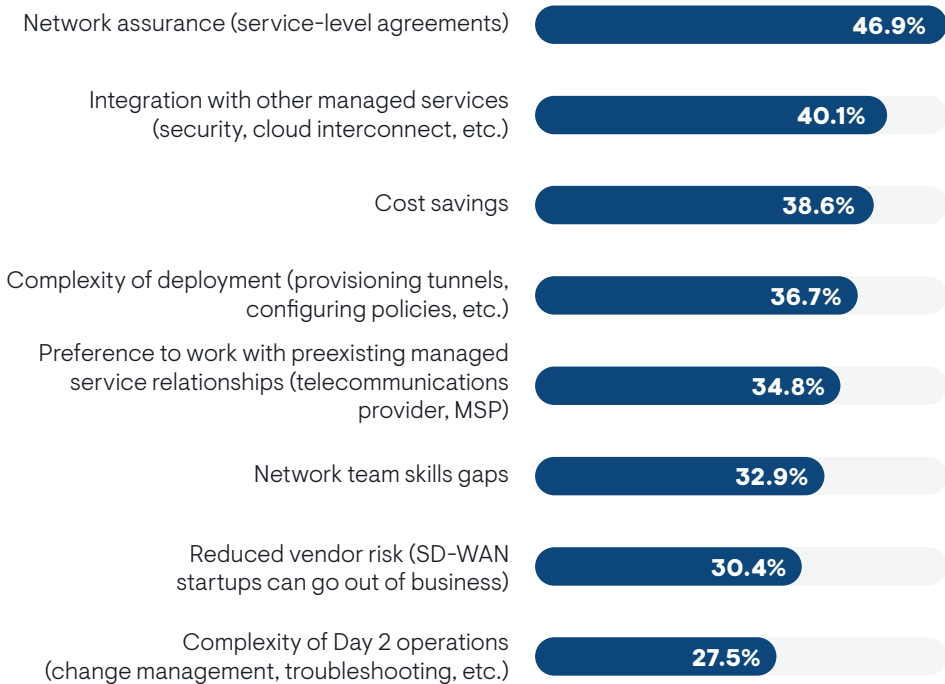 Network assurance (service-level agreements)
46.9%
Integration with other managed services
(security, cloud interconnect, etc.)
40.1%
Cost savings
38.6%
Complexity of deployment (provisioning tunnels,
configuring policies, etc.)
36.7%
Preference to work with preexisting managed
service relationships (telecommunications
provider, MSP)
34.8%
Network team skills gaps
32.9%
Reduced vendor risk (SD-WAN
startups can go out of business)
30.4%
Complexity of Day 2 operations
(change management, troubleshooting, etc.)
27.5%